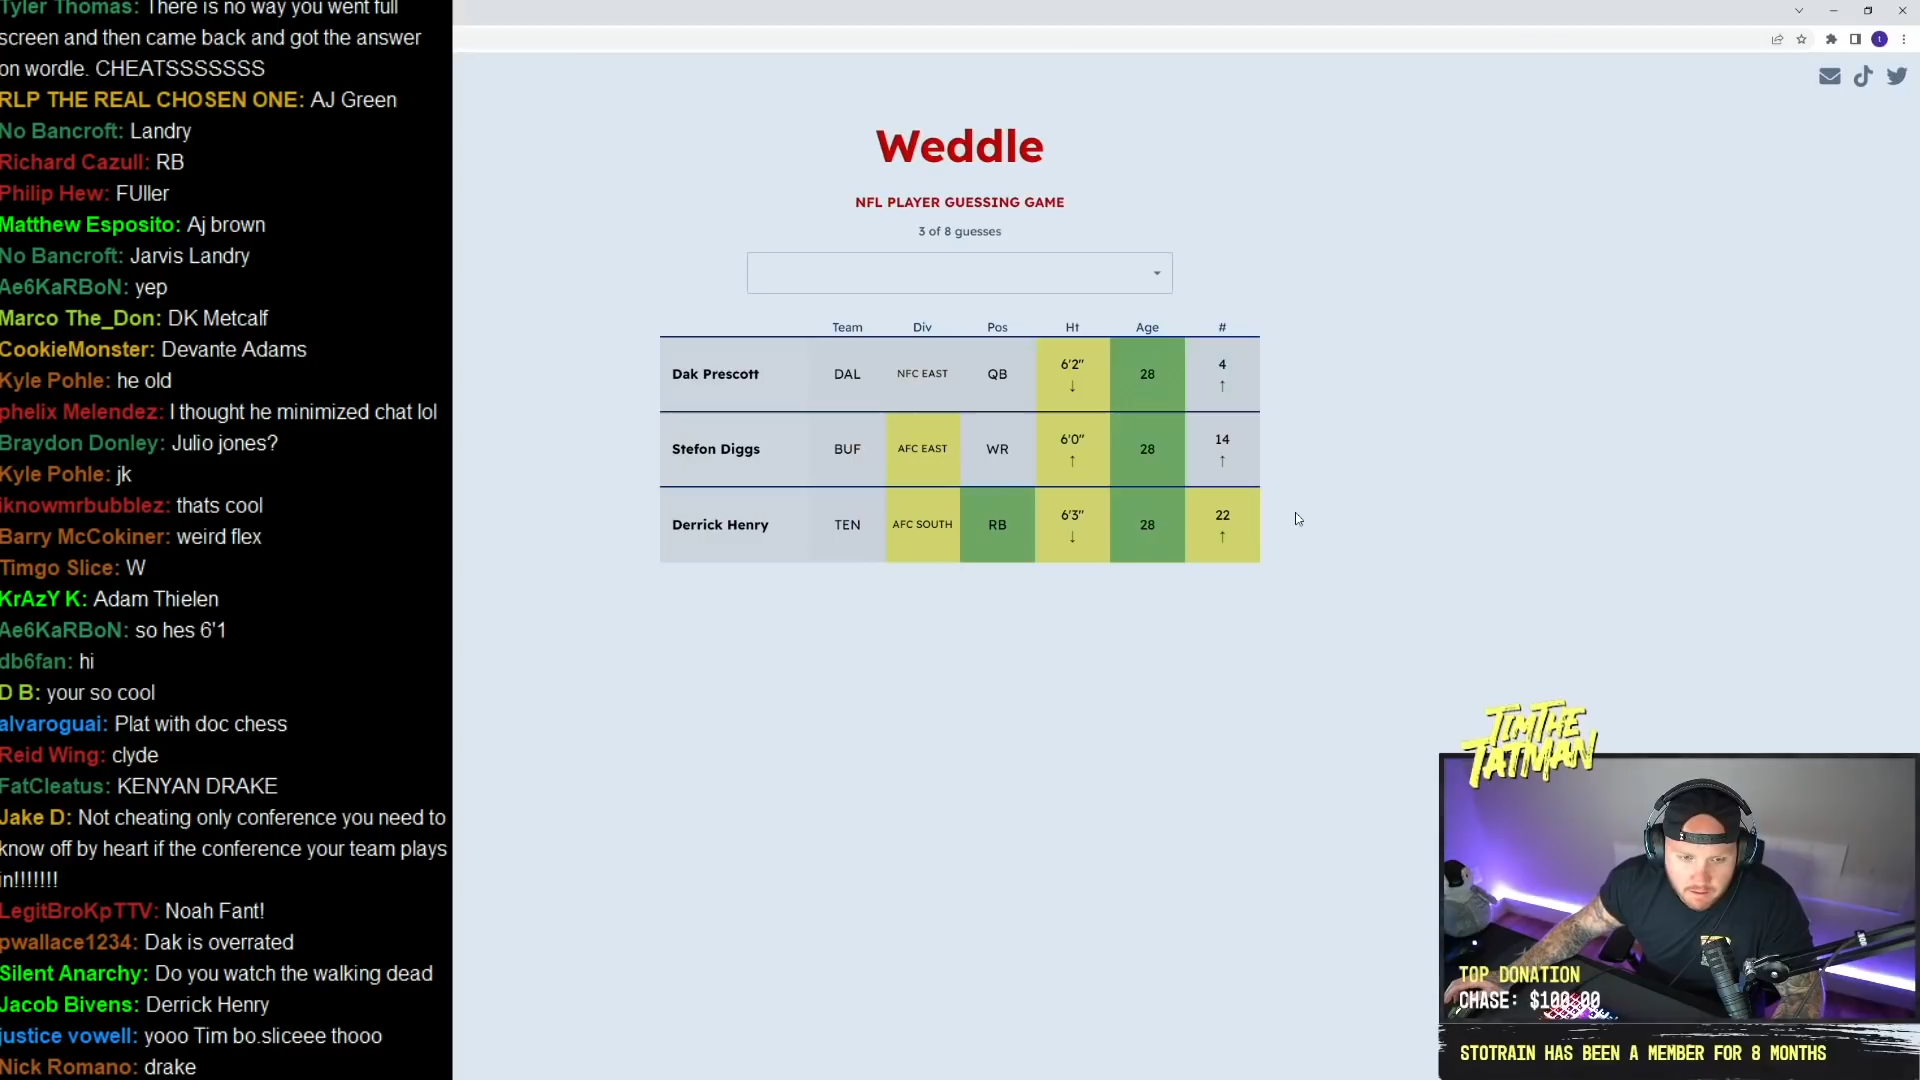 Tyler Thomas: There is no way you went full
screen and then came back and got the answer
on wordle. CHEATSSSSSSS
RLP THE REAL CHOSEN ONE: AJ Green
No Bancroft: Landry
Richard Cazull: RB
Philip Hew: FUller
Matthew Esposito: Aj brown
No Bancroft: Jarvis Landry
Ae6KaRBoN: yep
Marco The_Don: DK Metcalf
CookieMonster: Devante Adams
Kyle Pohle: he old
phelix Melendez: I thought he minimized chat lol
Braydon Donley: Julio jones?
Kyle Pohle: jk
iknowmrbubblez: thats cool
Barry McCokiner: weird flex
Timgo Slice: W
KrAzY K: Adam Thielen
Ae6KaRBoN: so hes 6'1
db6fan: hi
D B: your so cool
alvaroguai: Plat with doc chess
Reid Wing: clyde
FatCleatus: KENYAN DRAKE
Jake D: Not cheating only conference you need to
know off by heart if the conference your team plays
in!!!!!!!
LegitBroKpTTV: Noah Fant!
pwallace1234: Dak is overrated
Silent Anarchy: Do you watch the walking dead
Jacob Bivens: Derrick Henry
justice vowell: yooo Tim bo.sliceee thooo
Nick Romano: drake
t
Weddle
NFL PLAYER GUESSING GAME
3 of 8 guesses
Team Div Pos Ht Age #
Dak Prescott DAL NFC EAST QB 6'2" ↓ 28 4 ↑
Stefon Diggs BUF AFC EAST WR 6'0" ↑ 28 14 ↑
Derrick Henry TEN AFC SOUTH RB 6'3" ↓ 28 22 ↑
TIMTHE
TATMAN
TOP DONATION
CHASE: $100.00
STOTRAIN HAS BEEN A MEMBER FOR 8 MONTHS